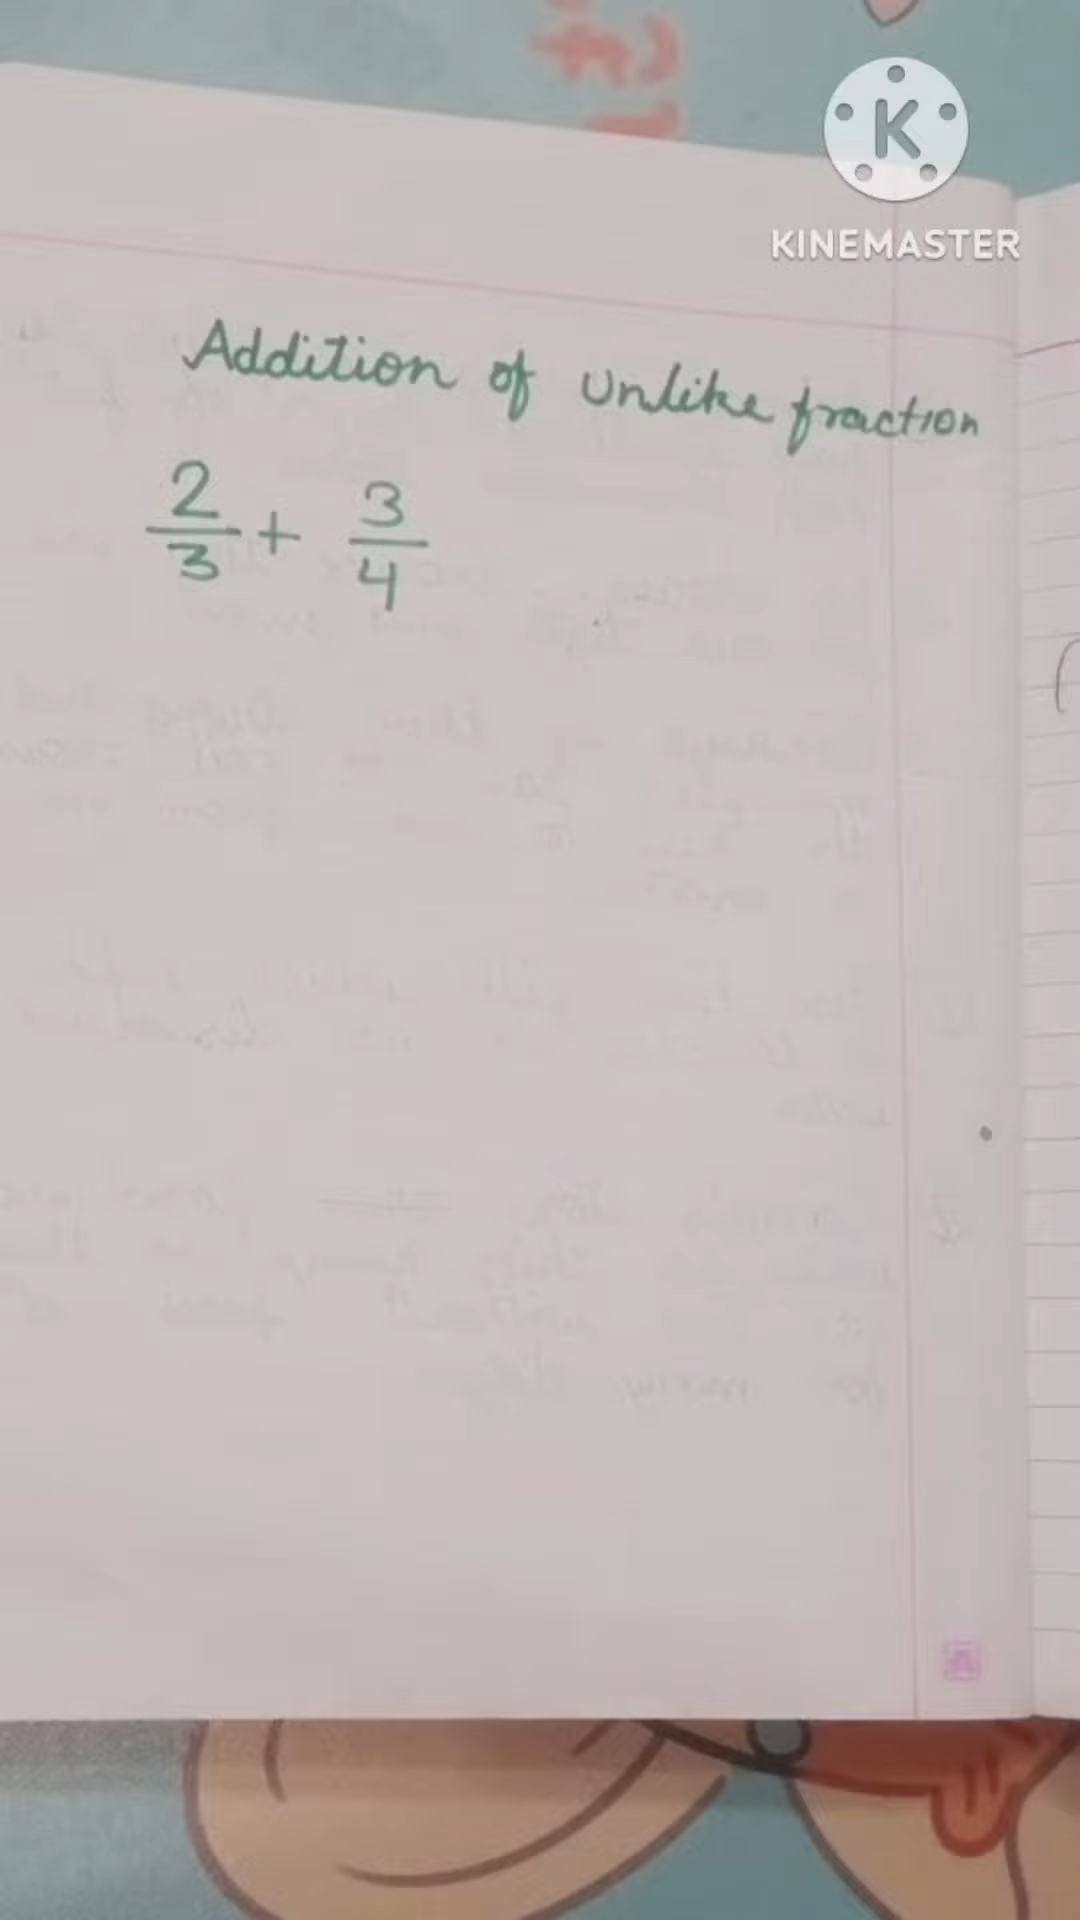 K
KINEMASTER
Addition of unlike fraction
2/3 + 3/4